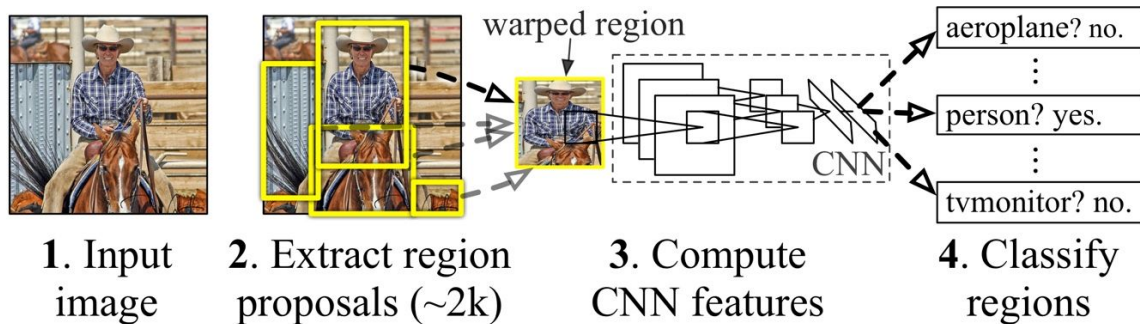 warped region
aeroplane? no.
person? yes.
CNN
tvmonitor? no.
1. Input
image
2. Extract region
proposals (~2k)
3. Compute
CNN features
4. Classify
regions